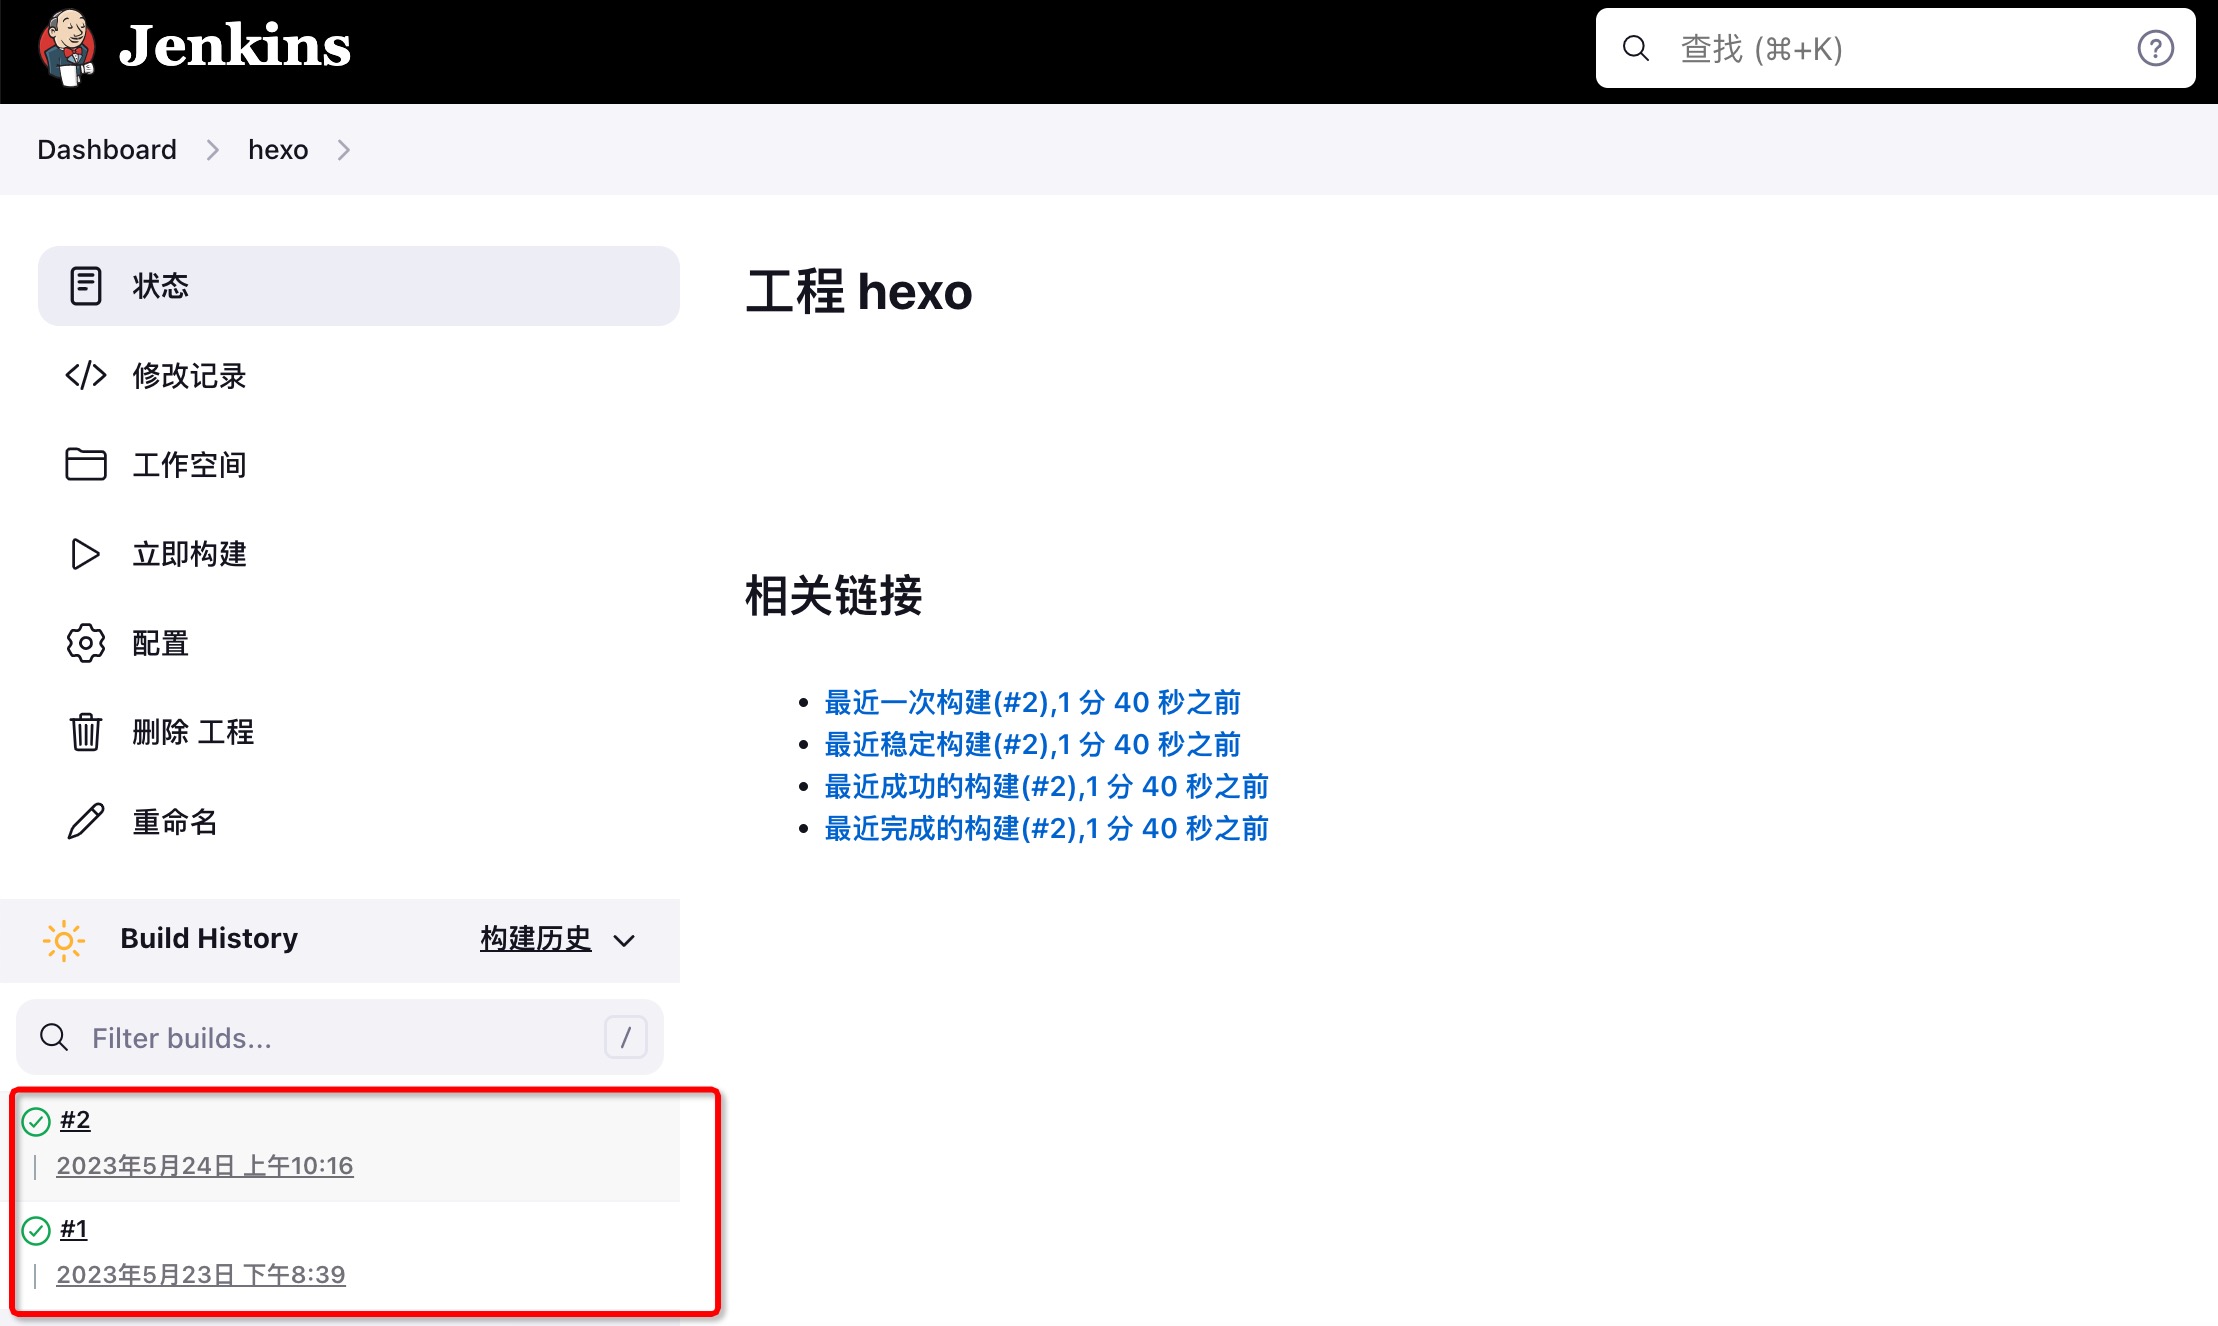 Jenkins
查找 (⌘+K)
Dashboard
hexo
状态
修改记录
工作空间
立即构建
配置
删除 工程
重命名
Build History
构建历史
Filter builds...
/
#2
2023年5月24日 上午10:16
#1
2023年5月23日 下午8:39
工程 hexo
相关链接
最近一次构建(#2),1 分 40 秒之前
最近稳定构建(#2),1 分 40 秒之前
最近成功的构建(#2),1 分 40 秒之前
最近完成的构建(#2),1 分 40 秒之前